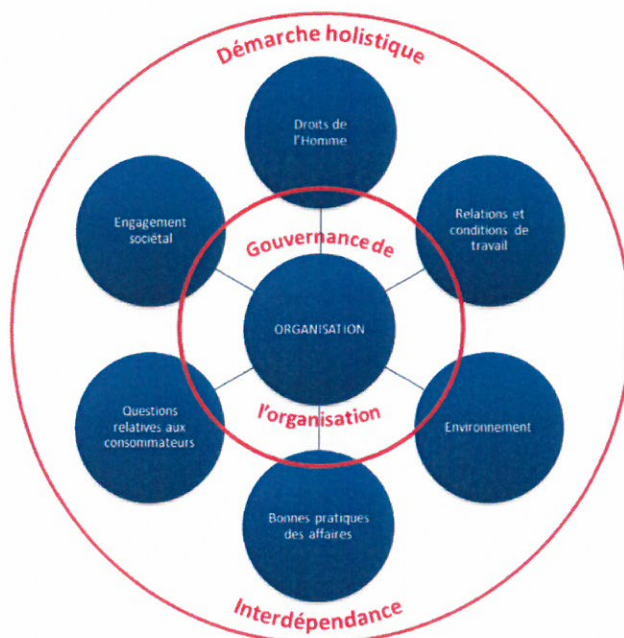 Démarche holistique
Droits de
l'Homme
Engagement
sociétal
Relations et
conditions de
travail
Gouvernance de
ORGANISATION
l'organisation
Questions
relatives aux
consommateurs
Environnement
Bonnes pratiques
des affaires
Interdépendance